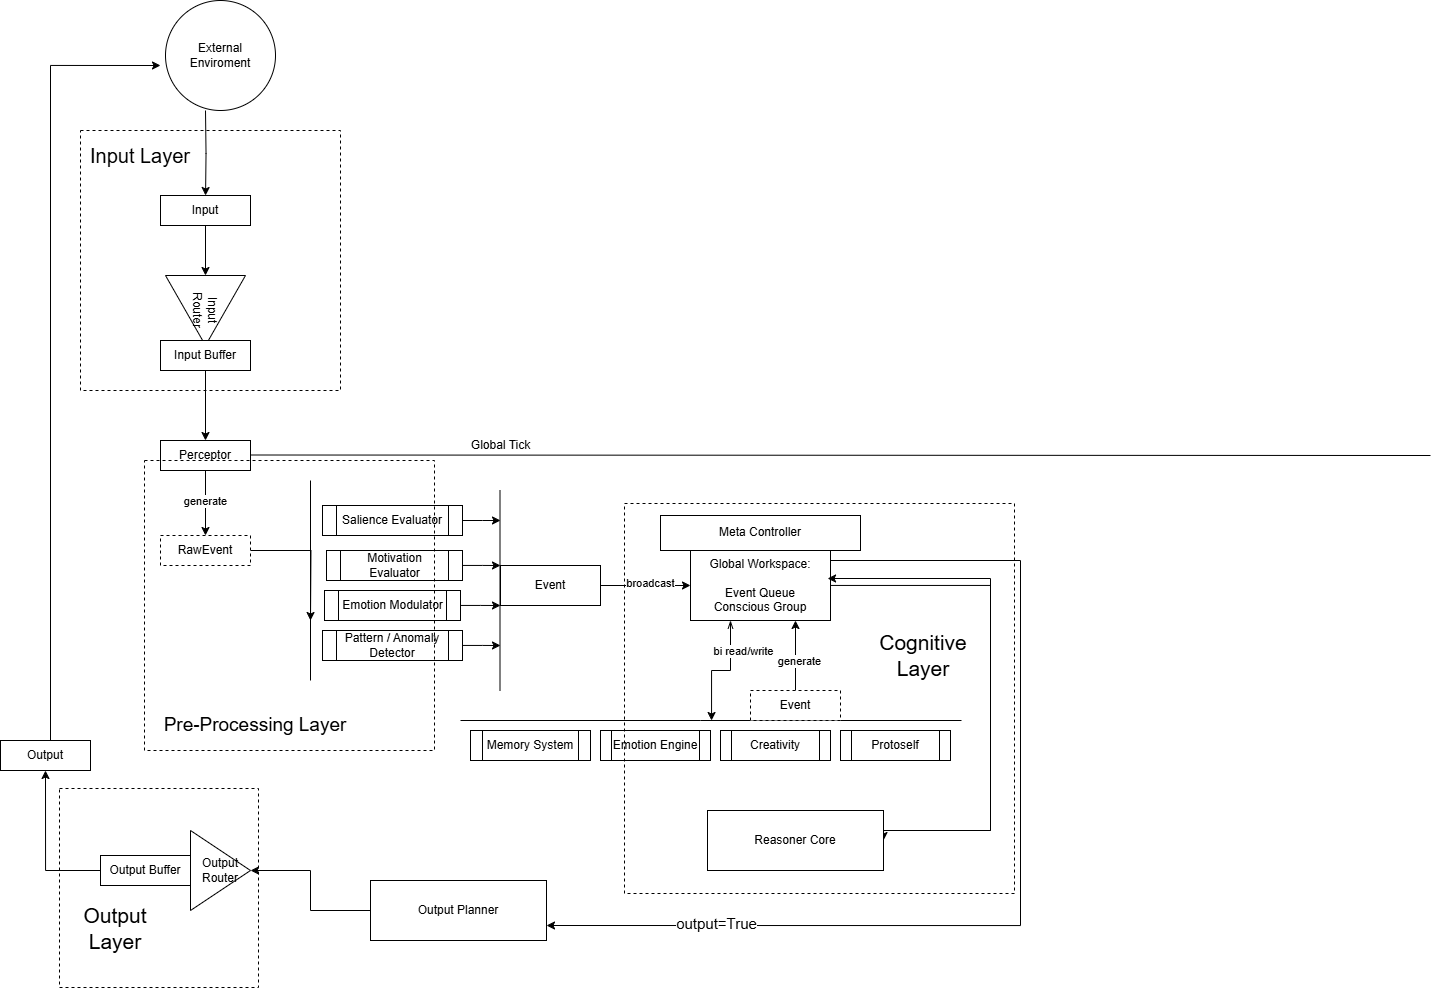 External
Enviroment
Input Layer
Input
Input
Router
Input Buffer
Perceptor
Global Tick
generate
RawEvent
Salience Evaluator
Motivation
Evaluator
Emotion Modulator
Pattern / Anomaly
Detector
Pre-Processing Layer
Event
broadcast
Meta Controller
Global Workspace:
Event Queue
Conscious Group
Cognitive
Layer
bi read/write
generate
Event
Memory System
Emotion Engine
Creativity
Protoself
Reasoner Core
output=True
Output Planner
Output
Router
Output Buffer
Output
Layer
Output